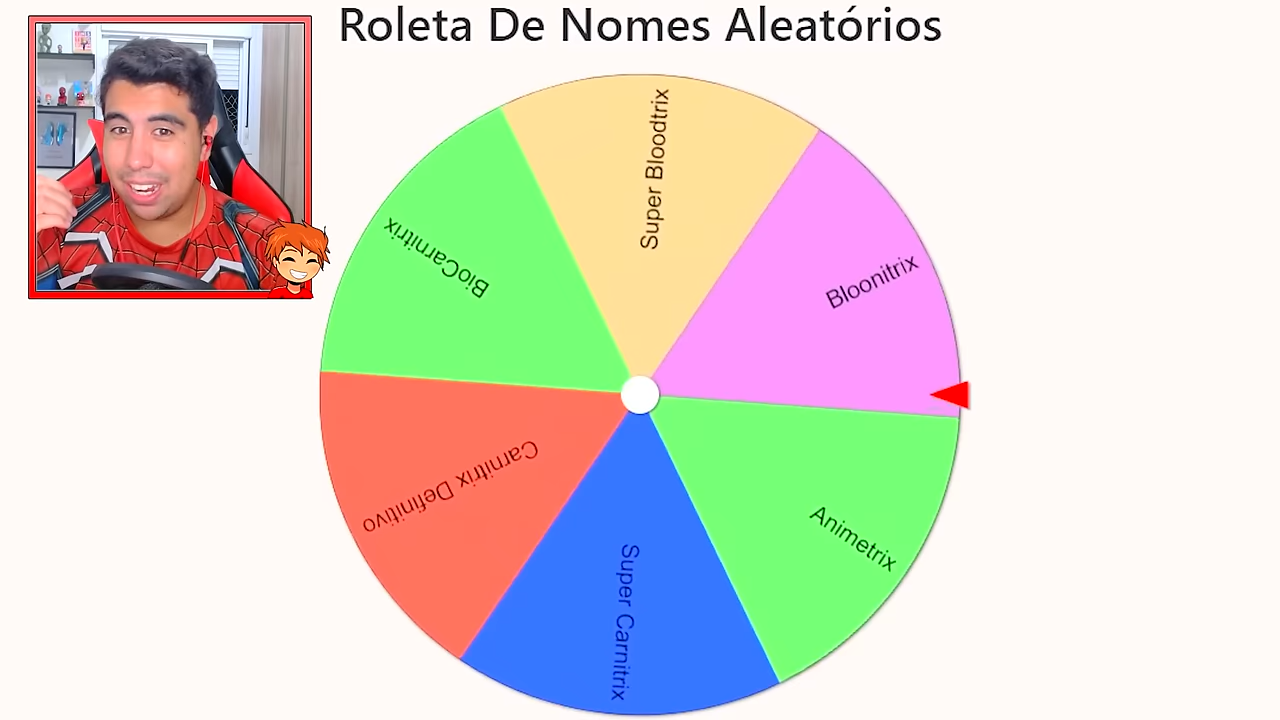 Roleta De Nomes Aleatórios
Super Bloodtrix
Bloonitrix
Animetrix
Super Carnitrix
Carnitrix Definitivo
BioCarnitrix